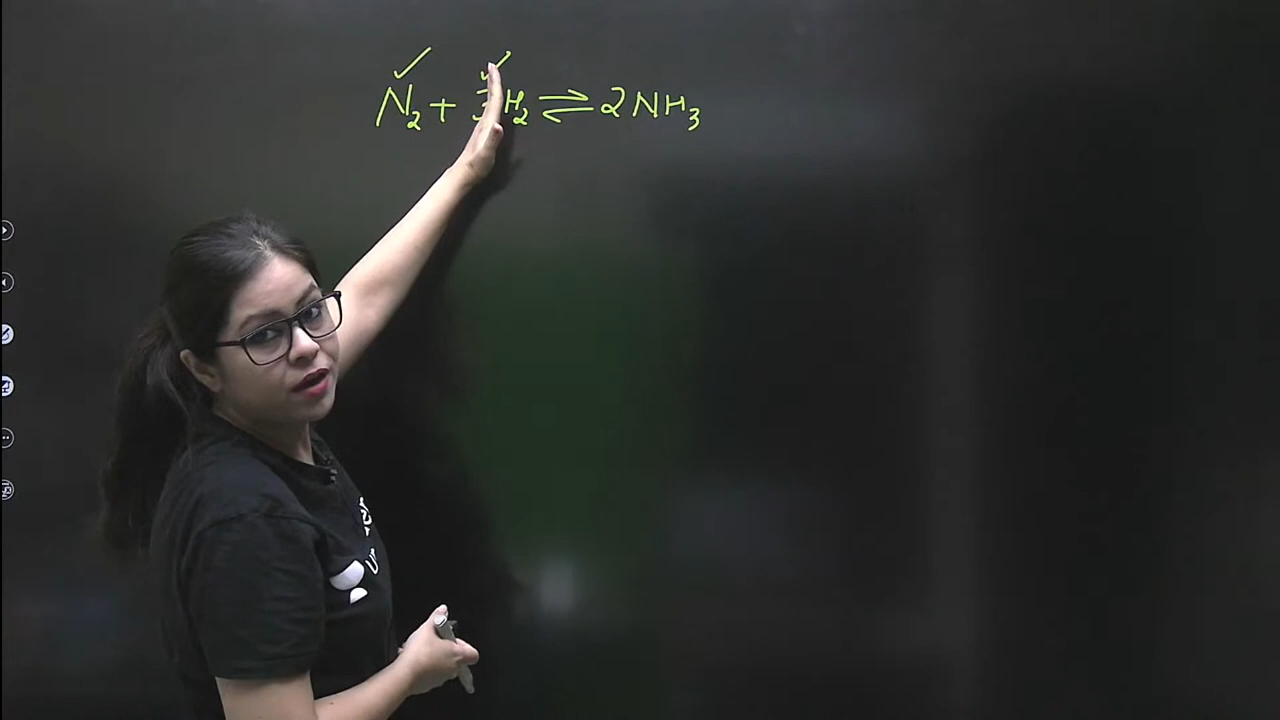 N₂ + 3H₂ ⇌ 2NH₃